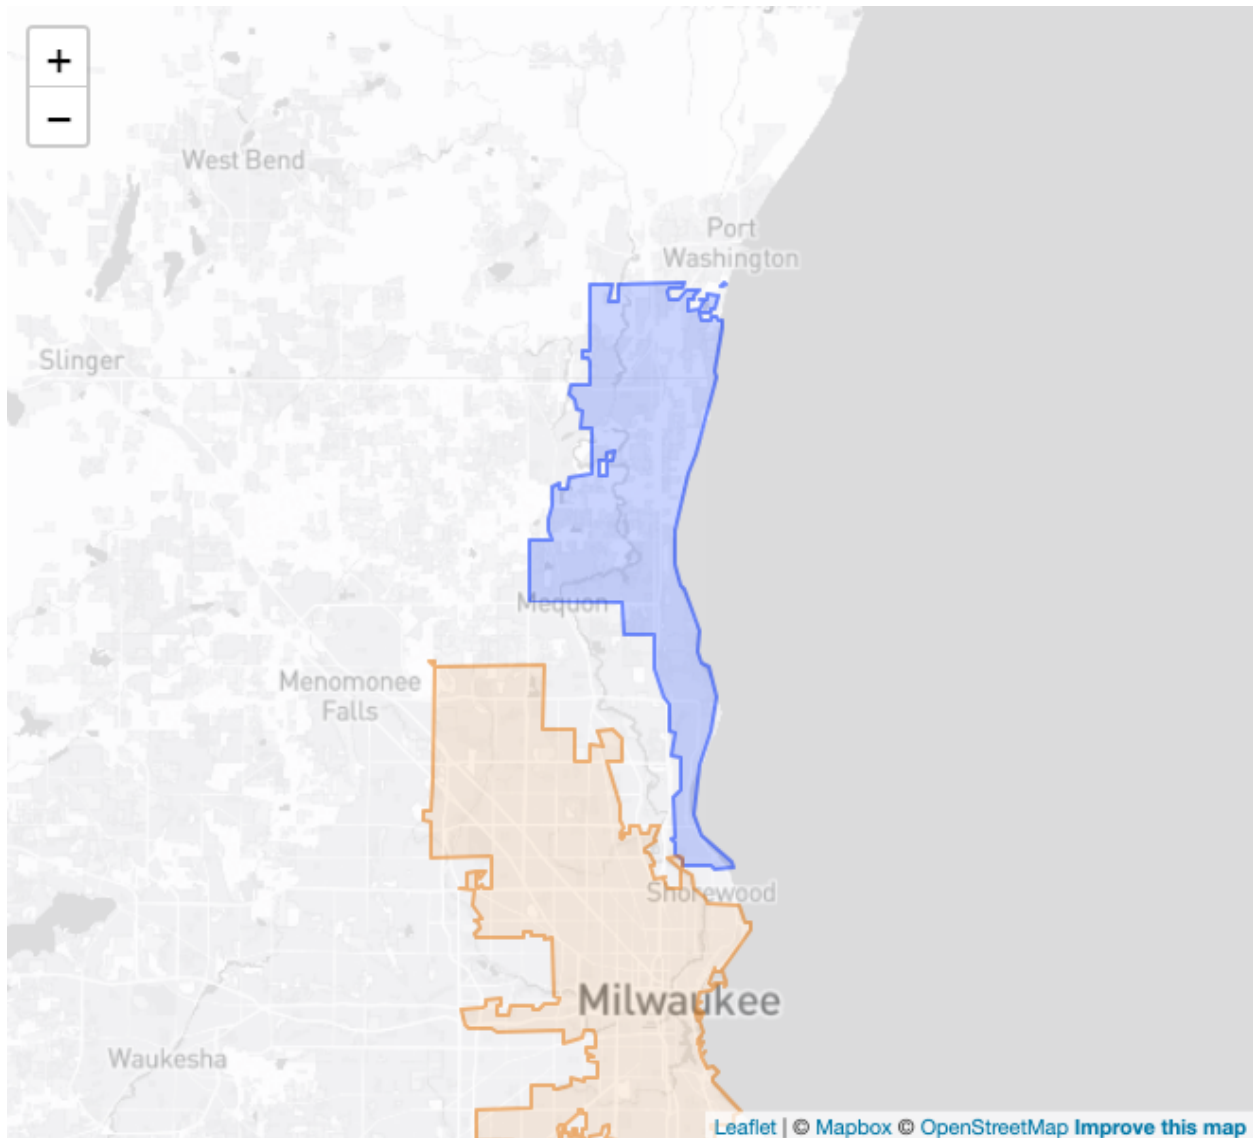 +
−
West Bend
Port
Washington
Slinger
Mequon
Menomonee
Falls
Shorewood
Milwaukee
Waukesha
Leaflet | © Mapbox © OpenStreetMap Improve this map